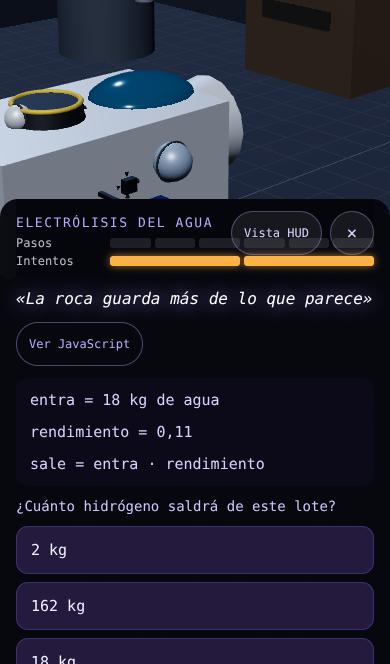 ELECTRÓLISIS DEL AGUA
Vista HUD
×
Pasos
Intentos
«La roca guarda más de lo que parece»
Ver JavaScript
entra = 18 kg de agua
rendimiento = 0,11
sale = entra · rendimiento
¿Cuánto hidrógeno saldrá de este lote?
2 kg
162 kg
18 kg